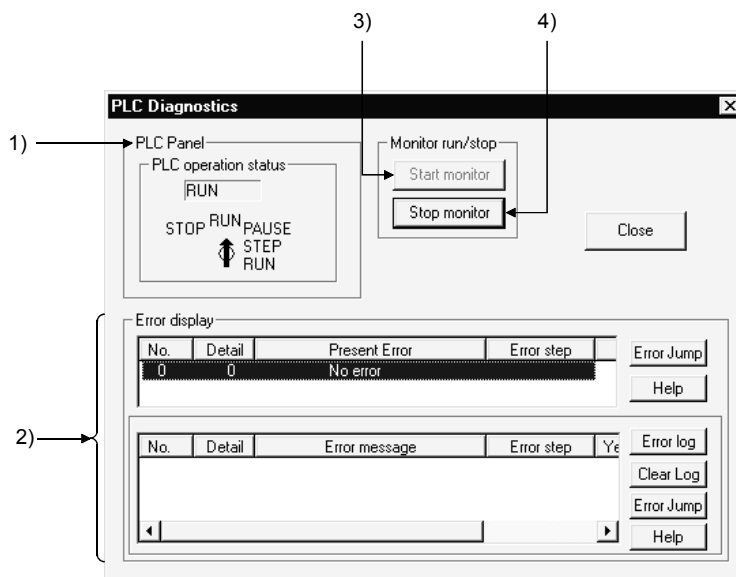 3) 4)
PLC Diagnostics
1) PLC Panel Monitor run/stop
PLC operation status Start monitor
RUN
Stop monitor
STOP RUN PAUSE Close
STEP
RUN
Error display
No. Detail Present Error Error step Error Jump
0 0 No error
Help
2)
No. Detail Error message Error step Ye Error log
Clear Log
Error Jump
Help